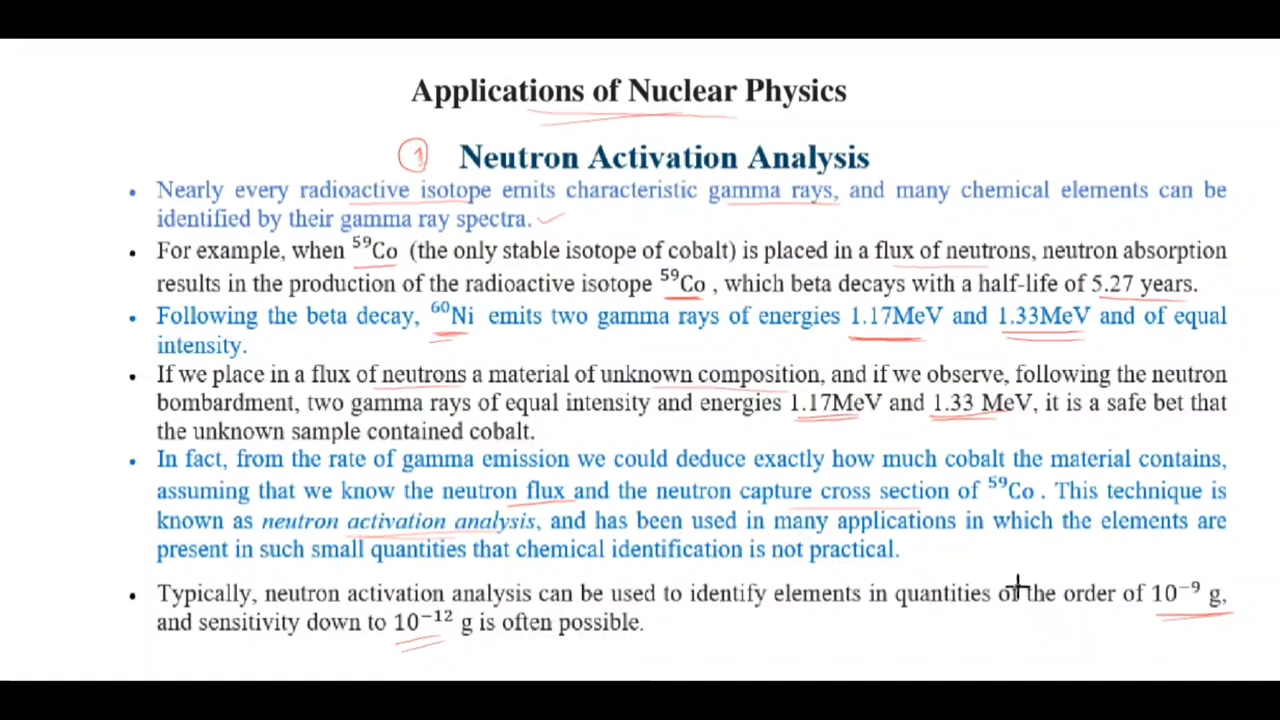 Applications of Nuclear Physics
1 Neutron Activation Analysis
• Nearly every radioactive isotope emits characteristic gamma rays, and many chemical elements can be
identified by their gamma ray spectra.
• For example, when ⁵⁹Co (the only stable isotope of cobalt) is placed in a flux of neutrons, neutron absorption
results in the production of the radioactive isotope ⁵⁹Co, which beta decays with a half-life of 5.27 years.
• Following the beta decay, ⁶⁰Ni emits two gamma rays of energies 1.17MeV and 1.33MeV and of equal
intensity.
• If we place in a flux of neutrons a material of unknown composition, and if we observe, following the neutron
bombardment, two gamma rays of equal intensity and energies 1.17MeV and 1.33 MeV, it is a safe bet that
the unknown sample contained cobalt.
• In fact, from the rate of gamma emission we could deduce exactly how much cobalt the material contains,
assuming that we know the neutron flux and the neutron capture cross section of ⁵⁹Co. This technique is
known as neutron activation analysis, and has been used in many applications in which the elements are
present in such small quantities that chemical identification is not practical.
• Typically, neutron activation analysis can be used to identify elements in quantities of the order of 10⁻⁹ g,
and sensitivity down to 10⁻¹² g is often possible.